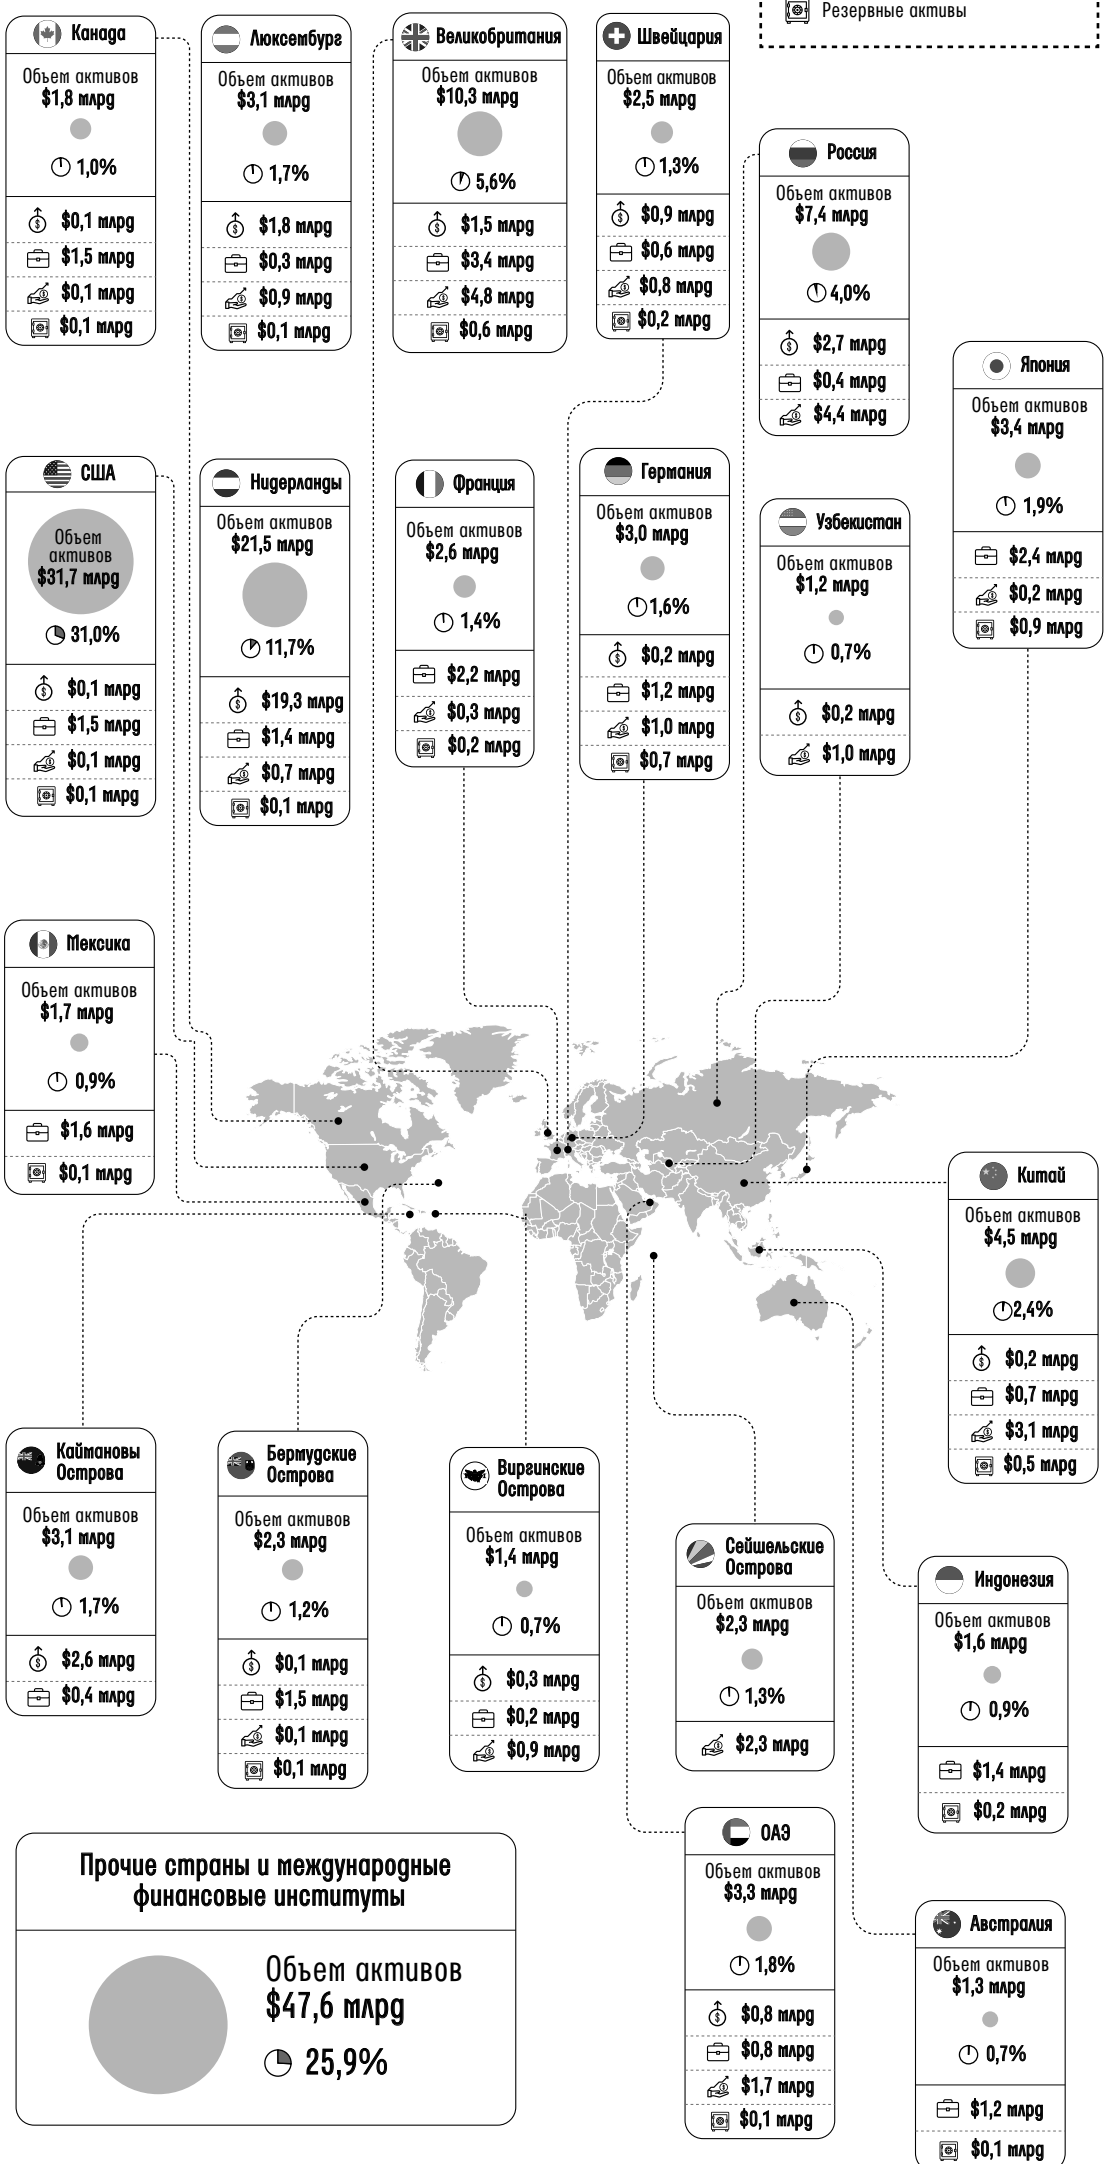 Резервные активы
Канада
Объем активов
$1,8 млрд
1,0%
$0,1 млрд
$1,5 млрд
$0,1 млрд
$0,1 млрд
Люксембург
Объем активов
$3,1 млрд
1,7%
$1,8 млрд
$0,3 млрд
$0,9 млрд
$0,1 млрд
Великобритания
Объем активов
$10,3 млрд
5,6%
$1,5 млрд
$3,4 млрд
$4,8 млрд
$0,6 млрд
Швейцария
Объем активов
$2,5 млрд
1,3%
$0,9 млрд
$0,6 млрд
$0,8 млрд
$0,2 млрд
Россия
Объем активов
$7,4 млрд
4,0%
$2,7 млрд
$0,4 млрд
$4,4 млрд
Япония
Объем активов
$3,4 млрд
1,9%
$2,4 млрд
$0,2 млрд
$0,9 млрд
США
Объем
активов
$31,7 млрд
31,0%
$0,1 млрд
$1,5 млрд
$0,1 млрд
$0,1 млрд
Нидерланды
Объем активов
$21,5 млрд
11,7%
$19,3 млрд
$1,4 млрд
$0,7 млрд
$0,1 млрд
Франция
Объем активов
$2,6 млрд
1,4%
$2,2 млрд
$0,3 млрд
$0,2 млрд
Германия
Объем активов
$3,0 млрд
1,6%
$0,2 млрд
$1,2 млрд
$1,0 млрд
$0,7 млрд
Узбекистан
Объем активов
$1,2 млрд
0,7%
$0,2 млрд
$1,0 млрд
Мексика
Объем активов
$1,7 млрд
0,9%
$1,6 млрд
$0,1 млрд
Китай
Объем активов
$4,5 млрд
2,4%
$0,2 млрд
$0,7 млрд
$3,1 млрд
$0,5 млрд
Каймановы
Острова
Объем активов
$3,1 млрд
1,7%
$2,6 млрд
$0,4 млрд
Бермудские
Острова
Объем активов
$2,3 млрд
1,2%
$0,1 млрд
$1,5 млрд
$0,1 млрд
$0,1 млрд
Виргинские
Острова
Объем активов
$1,4 млрд
0,7%
$0,3 млрд
$0,2 млрд
$0,9 млрд
Сейшельские
Острова
Объем активов
$2,3 млрд
1,3%
$2,3 млрд
Индонезия
Объем активов
$1,6 млрд
0,9%
$1,4 млрд
$0,2 млрд
ОАЭ
Объем активов
$3,3 млрд
1,8%
$0,8 млрд
$0,8 млрд
$1,7 млрд
$0,1 млрд
Австралия
Объем активов
$1,3 млрд
0,7%
$1,2 млрд
$0,1 млрд
Прочие страны и международные
финансовые институты
Объем активов
$47,6 млрд
25,9%